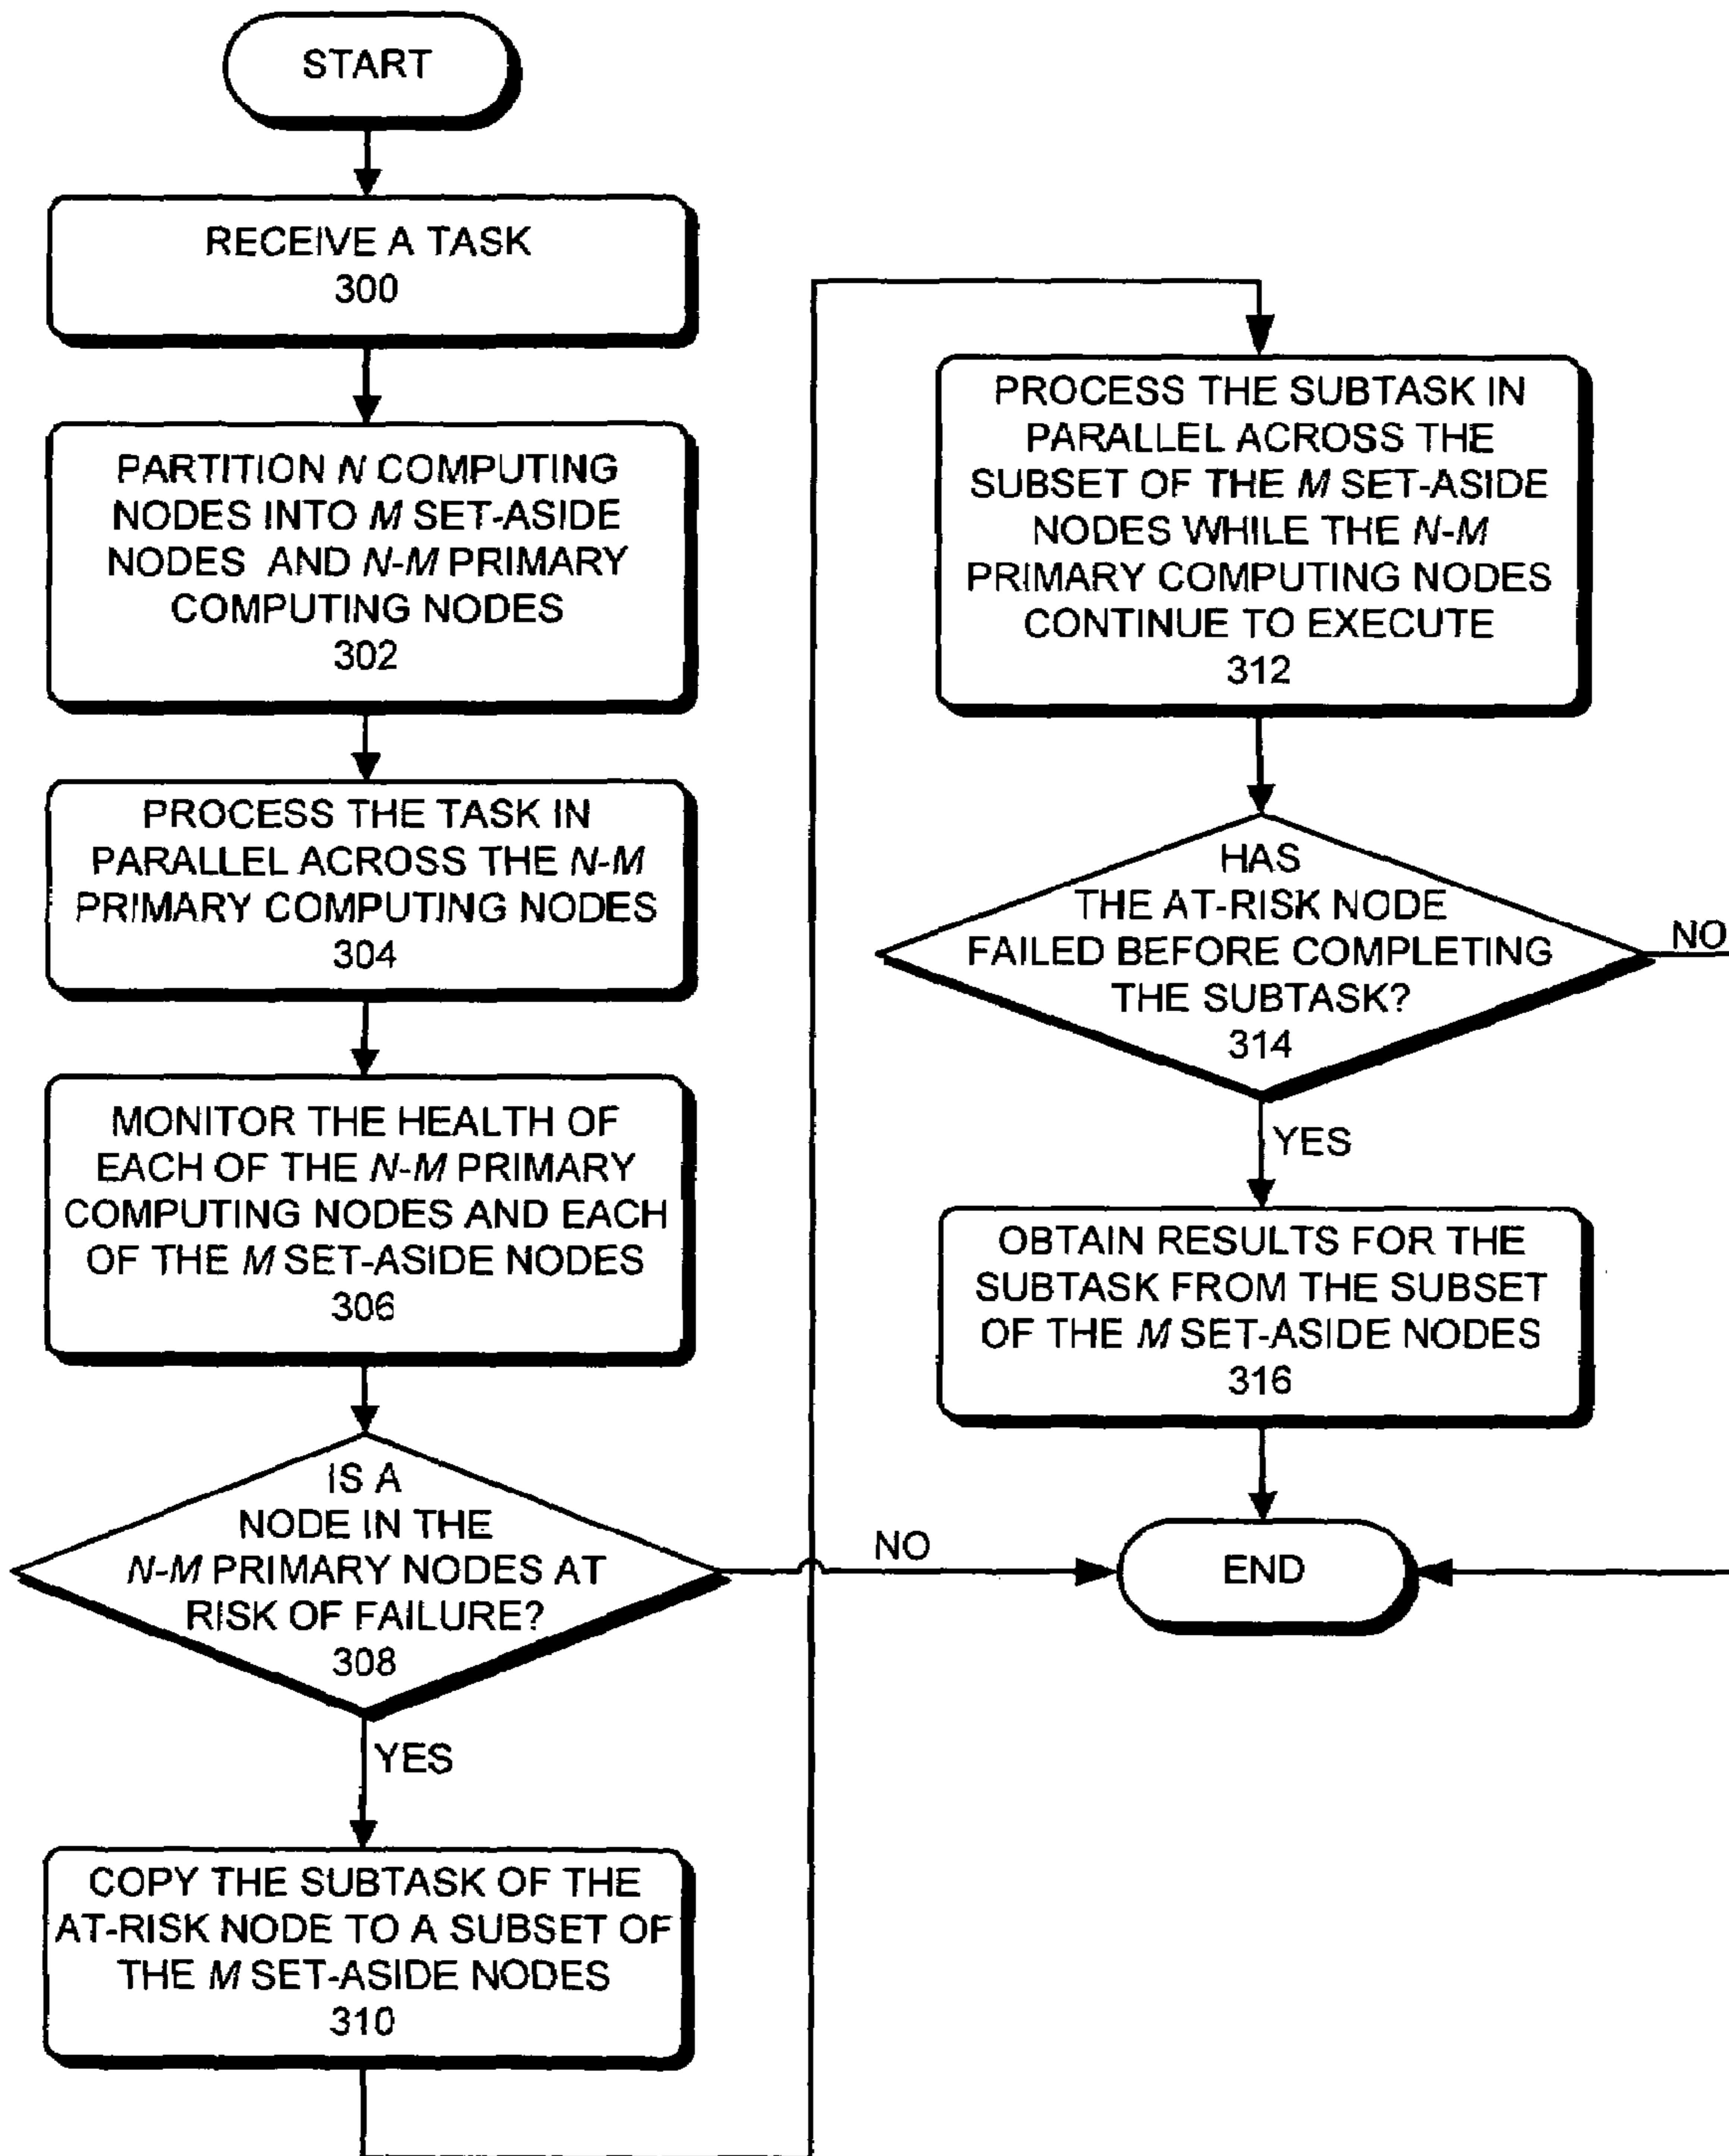 START
RECEIVE A TASK
300
PARTITION N COMPUTING
NODES INTO M SET-ASIDE
NODES AND N-M PRIMARY
COMPUTING NODES
302
PROCESS THE TASK IN
PARALLEL ACROSS THE N-M
PRIMARY COMPUTING NODES
304
MONITOR THE HEALTH OF
EACH OF THE N-M PRIMARY
COMPUTING NODES AND EACH
OF THE M SET-ASIDE NODES
306
IS A
NODE IN THE
N-M PRIMARY NODES AT
RISK OF FAILURE?
308
NO
YES
COPY THE SUBTASK OF THE
AT-RISK NODE TO A SUBSET OF
THE M SET-ASIDE NODES
310
PROCESS THE SUBTASK IN
PARALLEL ACROSS THE
SUBSET OF THE M SET-ASIDE
NODES WHILE THE N-M
PRIMARY COMPUTING NODES
CONTINUE TO EXECUTE
312
HAS
THE AT-RISK NODE
FAILED BEFORE COMPLETING
THE SUBTASK?
314
NO
YES
OBTAIN RESULTS FOR THE
SUBTASK FROM THE SUBSET
OF THE M SET-ASIDE NODES
316
END